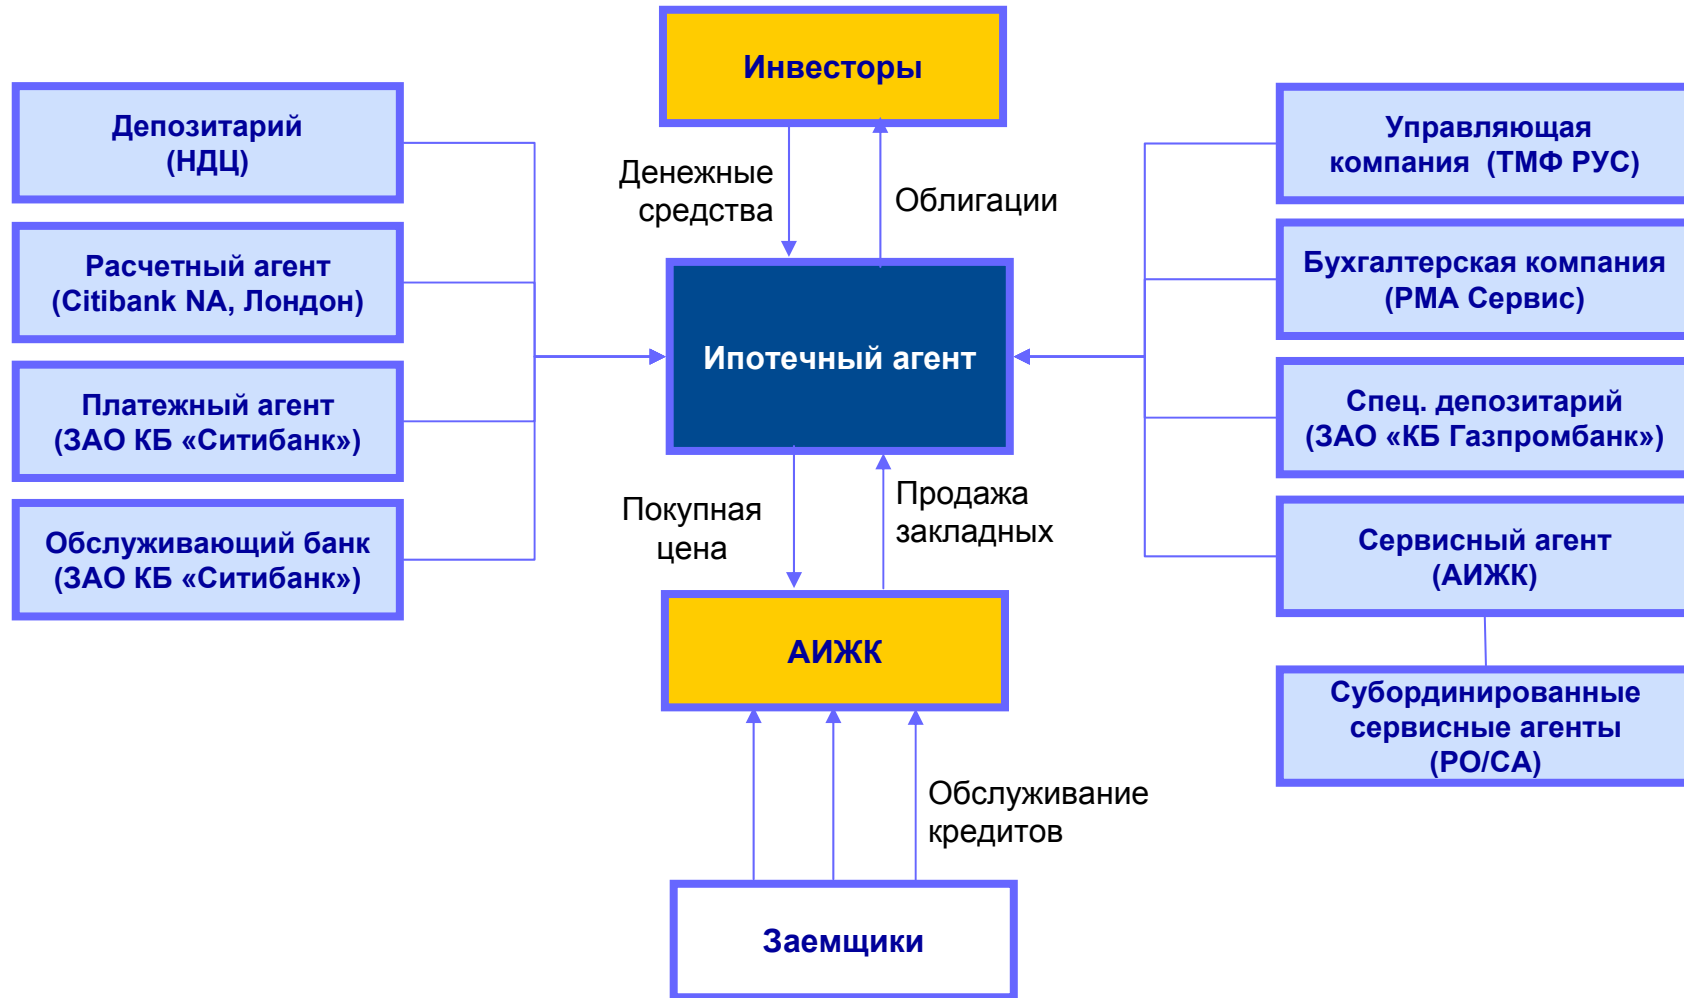 Инвесторы
Депозитарий
(НДЦ)
Управляющая
компания (ТМФ РУС)
Денежные
средства
Облигации
Расчетный агент
(Citibank NA, Лондон)
Бухгалтерская компания
(РМА Сервис)
Ипотечный агент
Платежный агент
(ЗАО КБ «Ситибанк»)
Спец. депозитарий
(ЗАО «КБ Газпромбанк»)
Покупная
цена
Продажа
закладных
Обслуживающий банк
(ЗАО КБ «Ситибанк»)
Сервисный агент
(АИЖК)
АИЖК
Субординированные
сервисные агенты
(РО/СА)
Обслуживание
кредитов
Заемщики